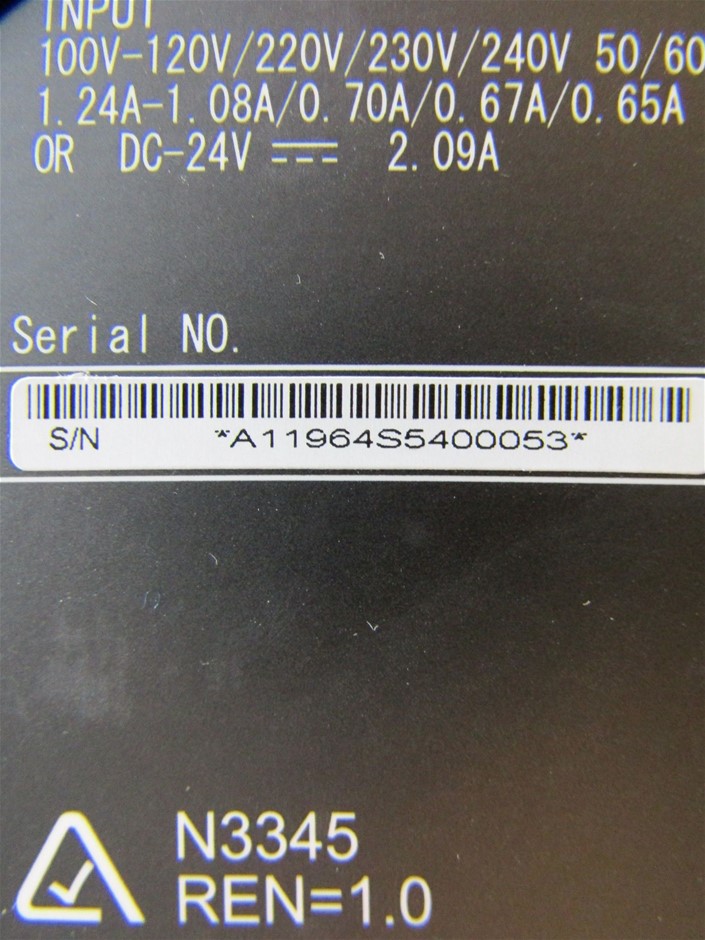 INPUT
100V-120V/220V/230V/240V 50/60
1.24A-1.08A/0.70A/0.67A/0.65A
OR DC-24V ⎓ 2.09A
Serial NO.
S/N *A11964S5400053*
N3345
REN=1.0